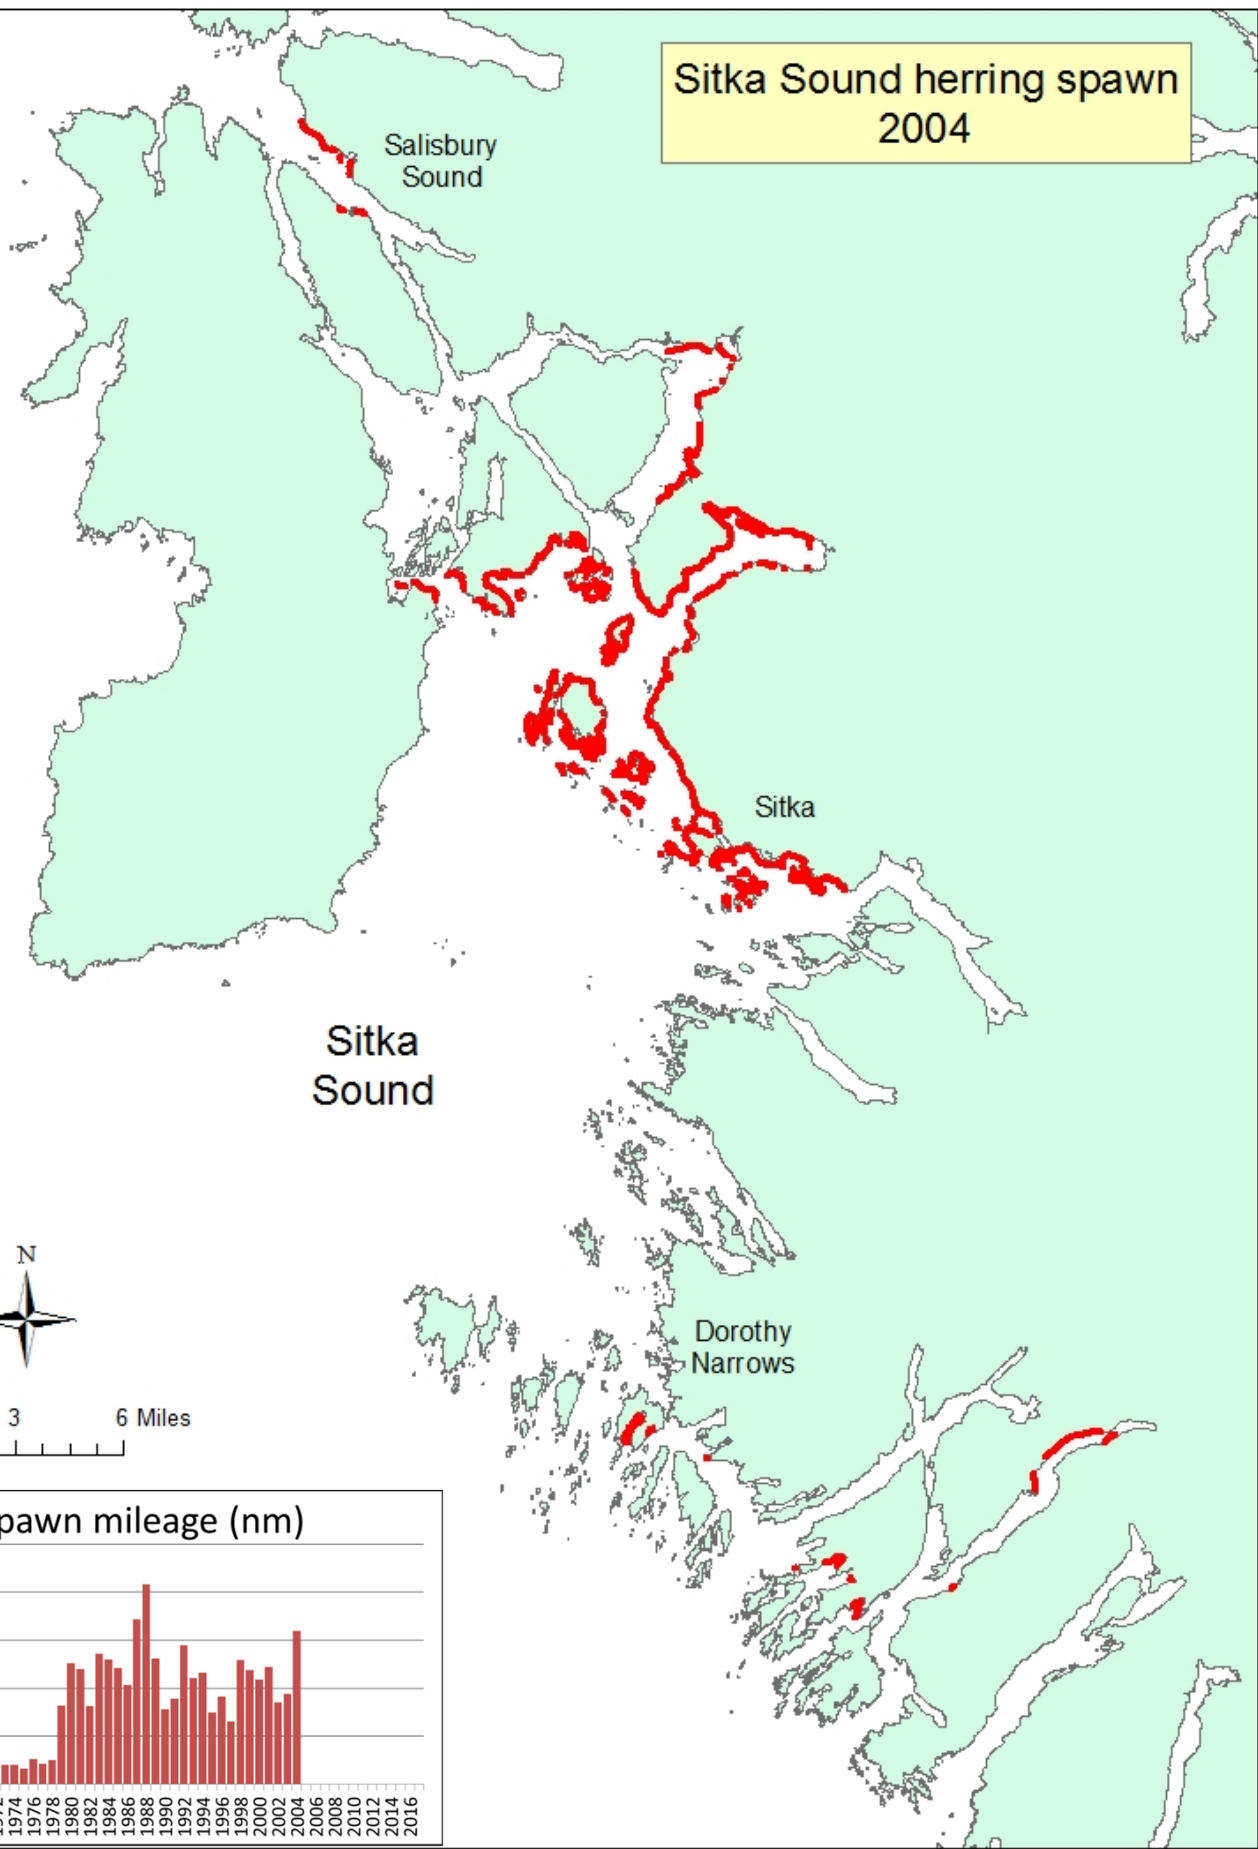 Sitka Sound herring spawn
2004
Salisbury
Sound
Sitka
Sitka
Sound
N
Dorothy
Narrows
3 6 Miles
pawn mileage (nm)
1972 1974 1976 1978 1980 1982 1984 1986 1988 1990 1992 1994 1996 1998 2000 2002 2004 2006 2008 2010 2012 2014 2016